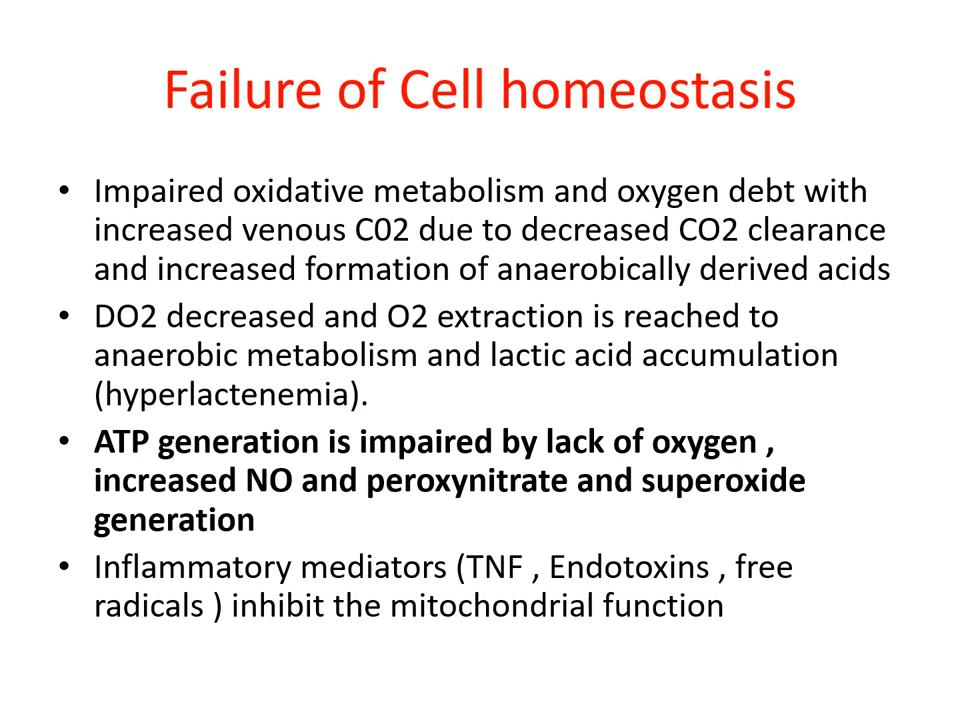 Failure of Cell homeostasis
• Impaired oxidative metabolism and oxygen debt with
increased venous C02 due to decreased CO2 clearance
and increased formation of anaerobically derived acids
• DO2 decreased and O2 extraction is reached to
anaerobic metabolism and lactic acid accumulation
(hyperlactenemia).
• ATP generation is impaired by lack of oxygen ,
increased NO and peroxynitrate and superoxide
generation
• Inflammatory mediators (TNF , Endotoxins , free
radicals ) inhibit the mitochondrial function